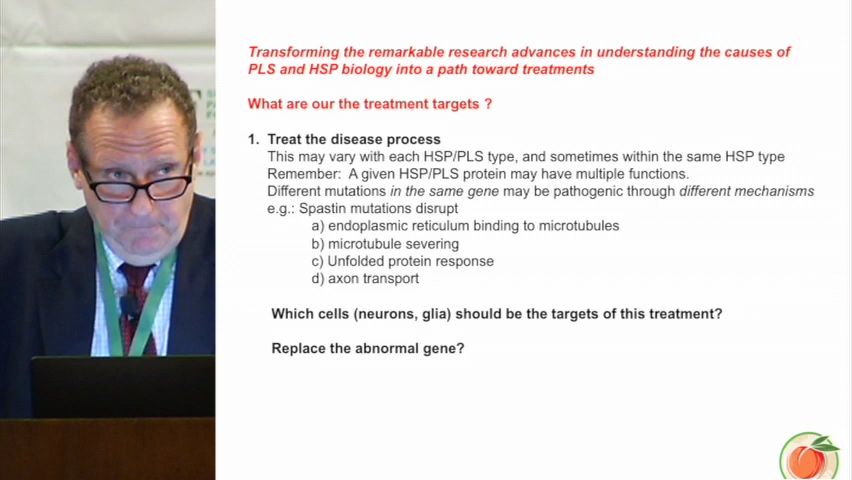 Transforming the remarkable research advances in understanding the causes of
PLS and HSP biology into a path toward treatments
What are our the treatment targets ?
1. Treat the disease process
This may vary with each HSP/PLS type, and sometimes within the same HSP type
Remember: A given HSP/PLS protein may have multiple functions.
Different mutations in the same gene may be pathogenic through different mechanisms
e.g.: Spastin mutations disrupt
a) endoplasmic reticulum binding to microtubules
b) microtubule severing
c) Unfolded protein response
d) axon transport
Which cells (neurons, glia) should be the targets of this treatment?
Replace the abnormal gene?